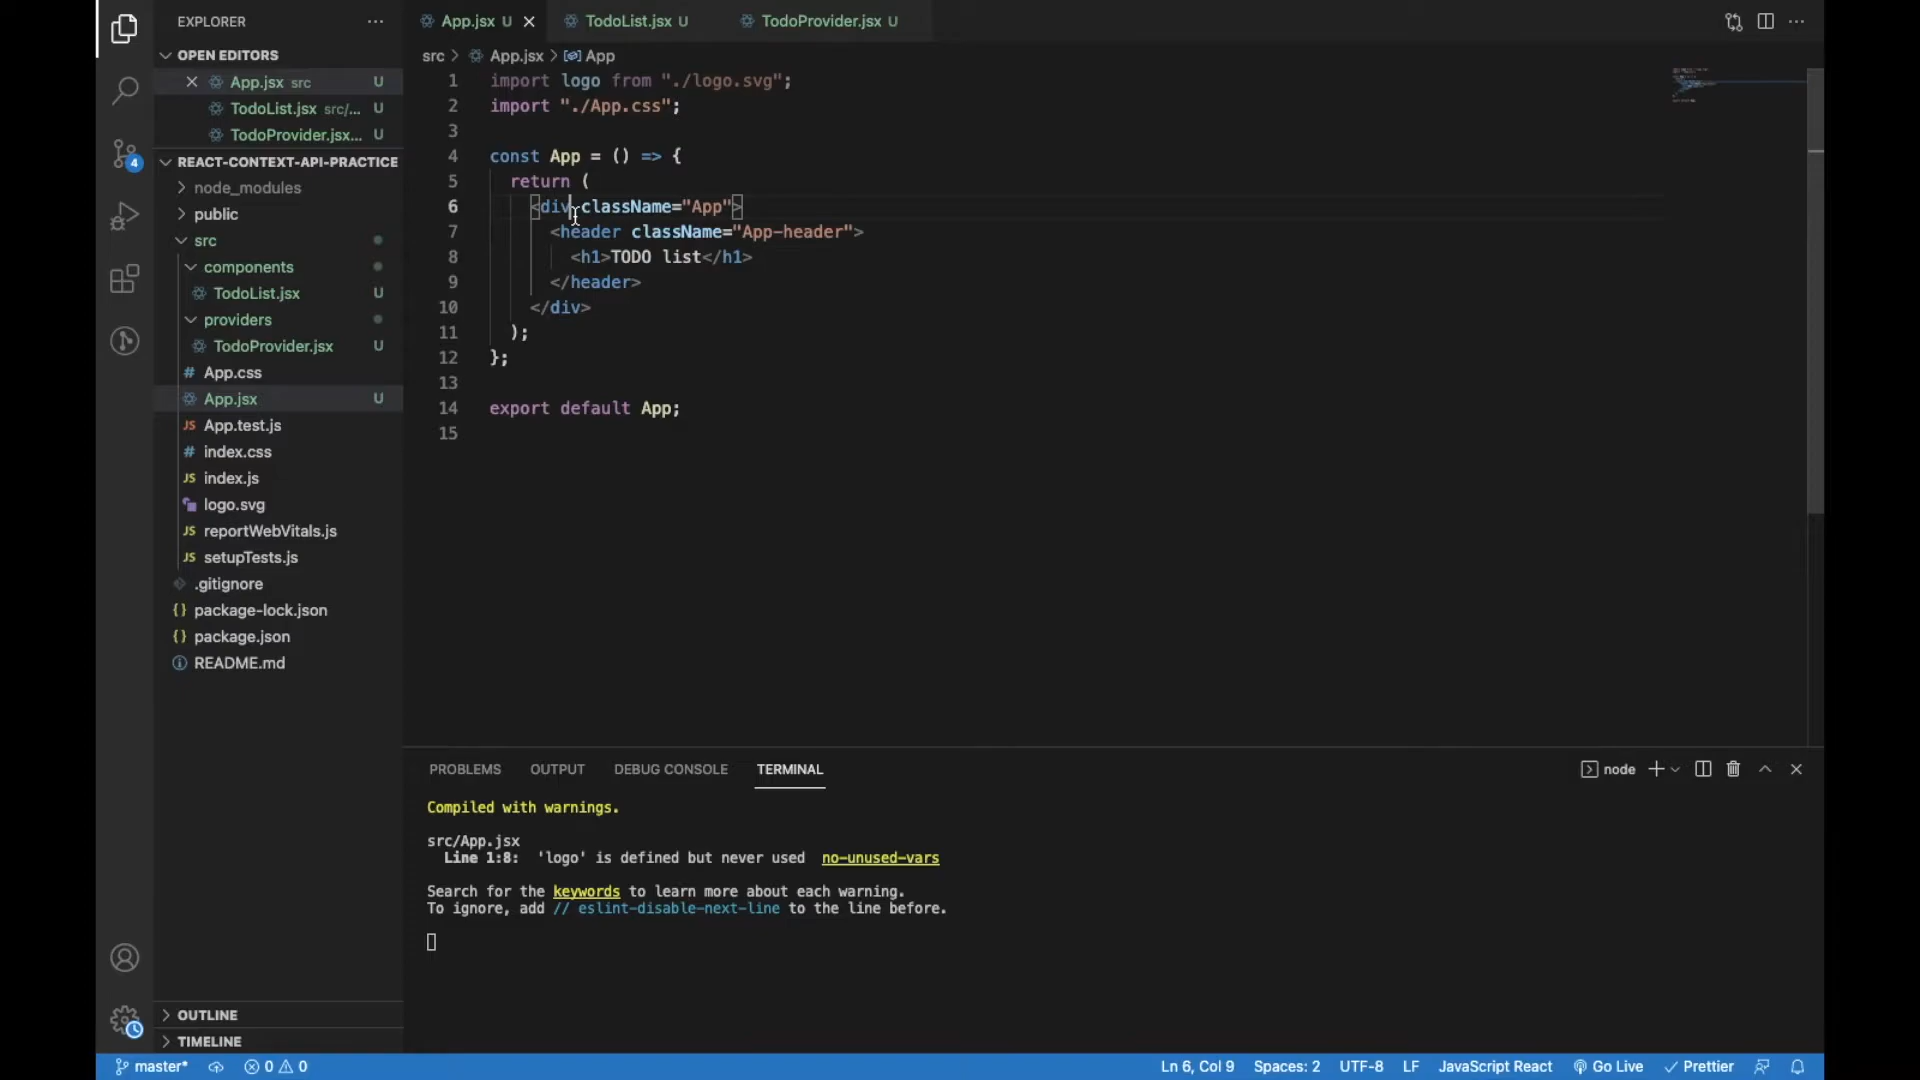 EXPLORER
OPEN EDITORS
App.jsx src U
TodoList.jsx src/... U
TodoProvider.jsx... U
REACT-CONTEXT-API-PRACTICE
node_modules
public
src
components
TodoList.jsx U
providers
TodoProvider.jsx U
# App.css
App.jsx U
JS App.test.js
# index.css
JS index.js
logo.svg
JS reportWebVitals.js
JS setupTests.js
.gitignore
{} package-lock.json
{} package.json
README.md
OUTLINE
TIMELINE
4
App.jsx U TodoList.jsx U TodoProvider.jsx U
src > App.jsx > App
1 import logo from "./logo.svg";
2 import "./App.css";
3
4 const App = () => {
5 return (
6 <div className="App">
7 <header className="App-header">
8 <h1>TODO list</h1>
9 </header>
10 </div>
11 );
12 };
13
14 export default App;
15
PROBLEMS OUTPUT DEBUG CONSOLE TERMINAL node
Compiled with warnings.
src/App.jsx
Line 1:8: 'logo' is defined but never used no-unused-vars
Search for the keywords to learn more about each warning.
To ignore, add // eslint-disable-next-line to the line before.
master* 0 0 Ln 6, Col 9 Spaces: 2 UTF-8 LF JavaScript React Go Live Prettier